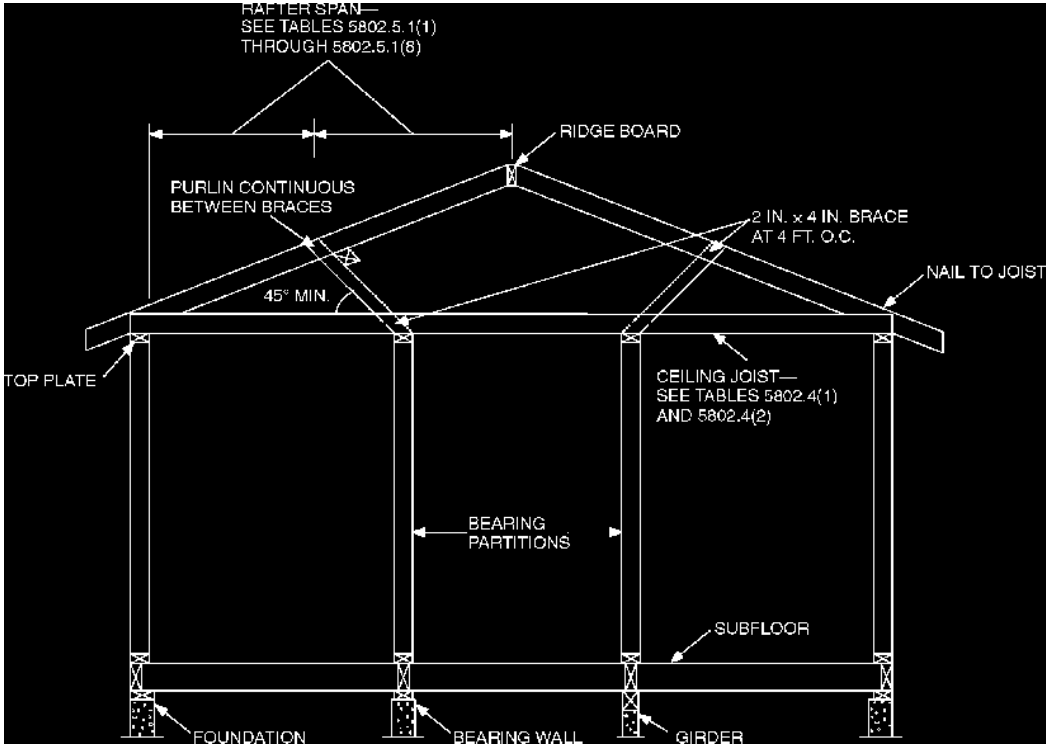 RAFTER SPAN—
SEE TABLES 5802.5.1(1)
THROUGH 5802.5.1(8)
RIDGE BOARD
PURLIN CONTINUOUS
BETWEEN BRACES
2 IN. x 4 IN. BRACE
AT 4 FT. O.C.
NAIL TO JOIST
45° MIN.
TOP PLATE
CEILING JOIST—
SEE TABLES 5802.4(1)
AND 5802.4(2)
BEARING
PARTITIONS
SUBFLOOR
FOUNDATION
BEARING WALL
GIRDER